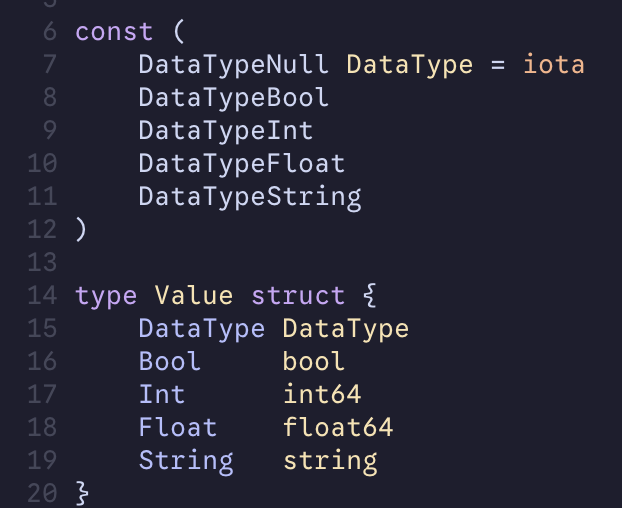 6 const (
7     DataTypeNull DataType = iota
8     DataTypeBool
9     DataTypeInt
10     DataTypeFloat
11     DataTypeString
12 )
13
14 type Value struct {
15     DataType DataType
16     Bool     bool
17     Int      int64
18     Float    float64
19     String   string
20 }